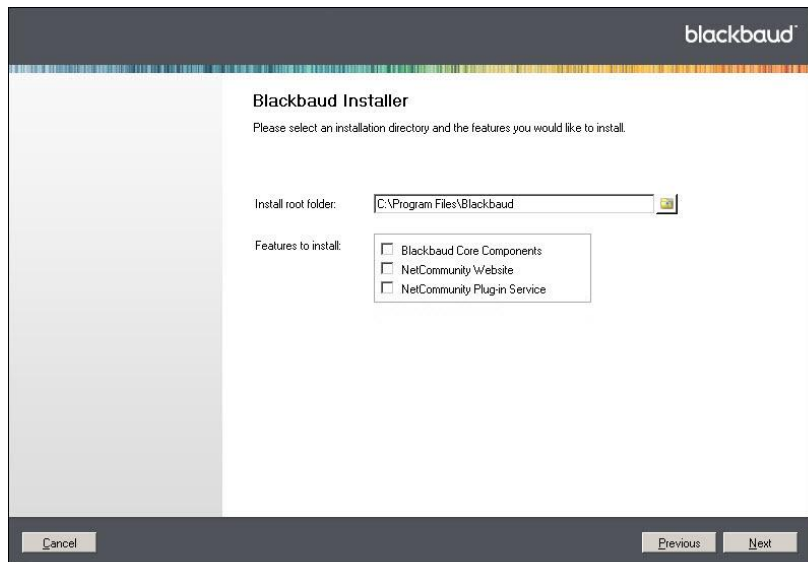 blackbaud
Blackbaud Installer
Please select an installation directory and the features you would like to install.
Install root folder: C:\Program Files\Blackbaud
Features to install:
Blackbaud Core Components
NetCommunity Website
NetCommunity Plug-in Service
Cancel Previous Next